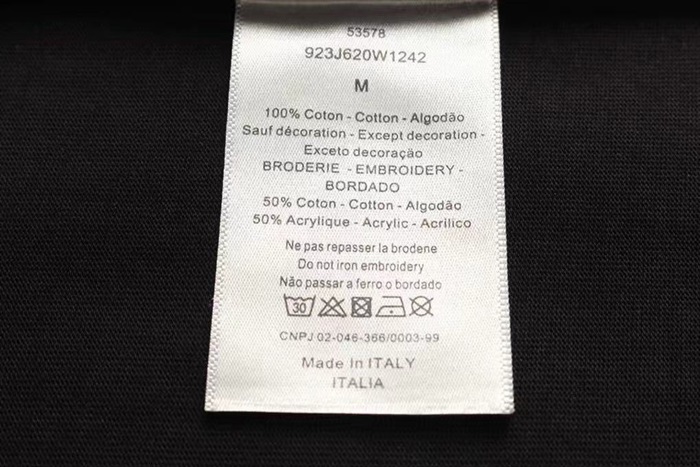 53578
923J620W1242
M
100% Coton - Cotton - Algodão
Sauf décoration - Except decoration -
Exceto decoração
BRODERIE - EMBROIDERY -
BORDADO
50% Coton - Cotton - Algodão
50% Acrylique - Acrylic - Acrilico
Ne pas repasser la brodene
Do not iron embroidery
Não passar a ferro o bordado
30
CNPJ 02-046-366/0003-99
Made in ITALY
ITALIA